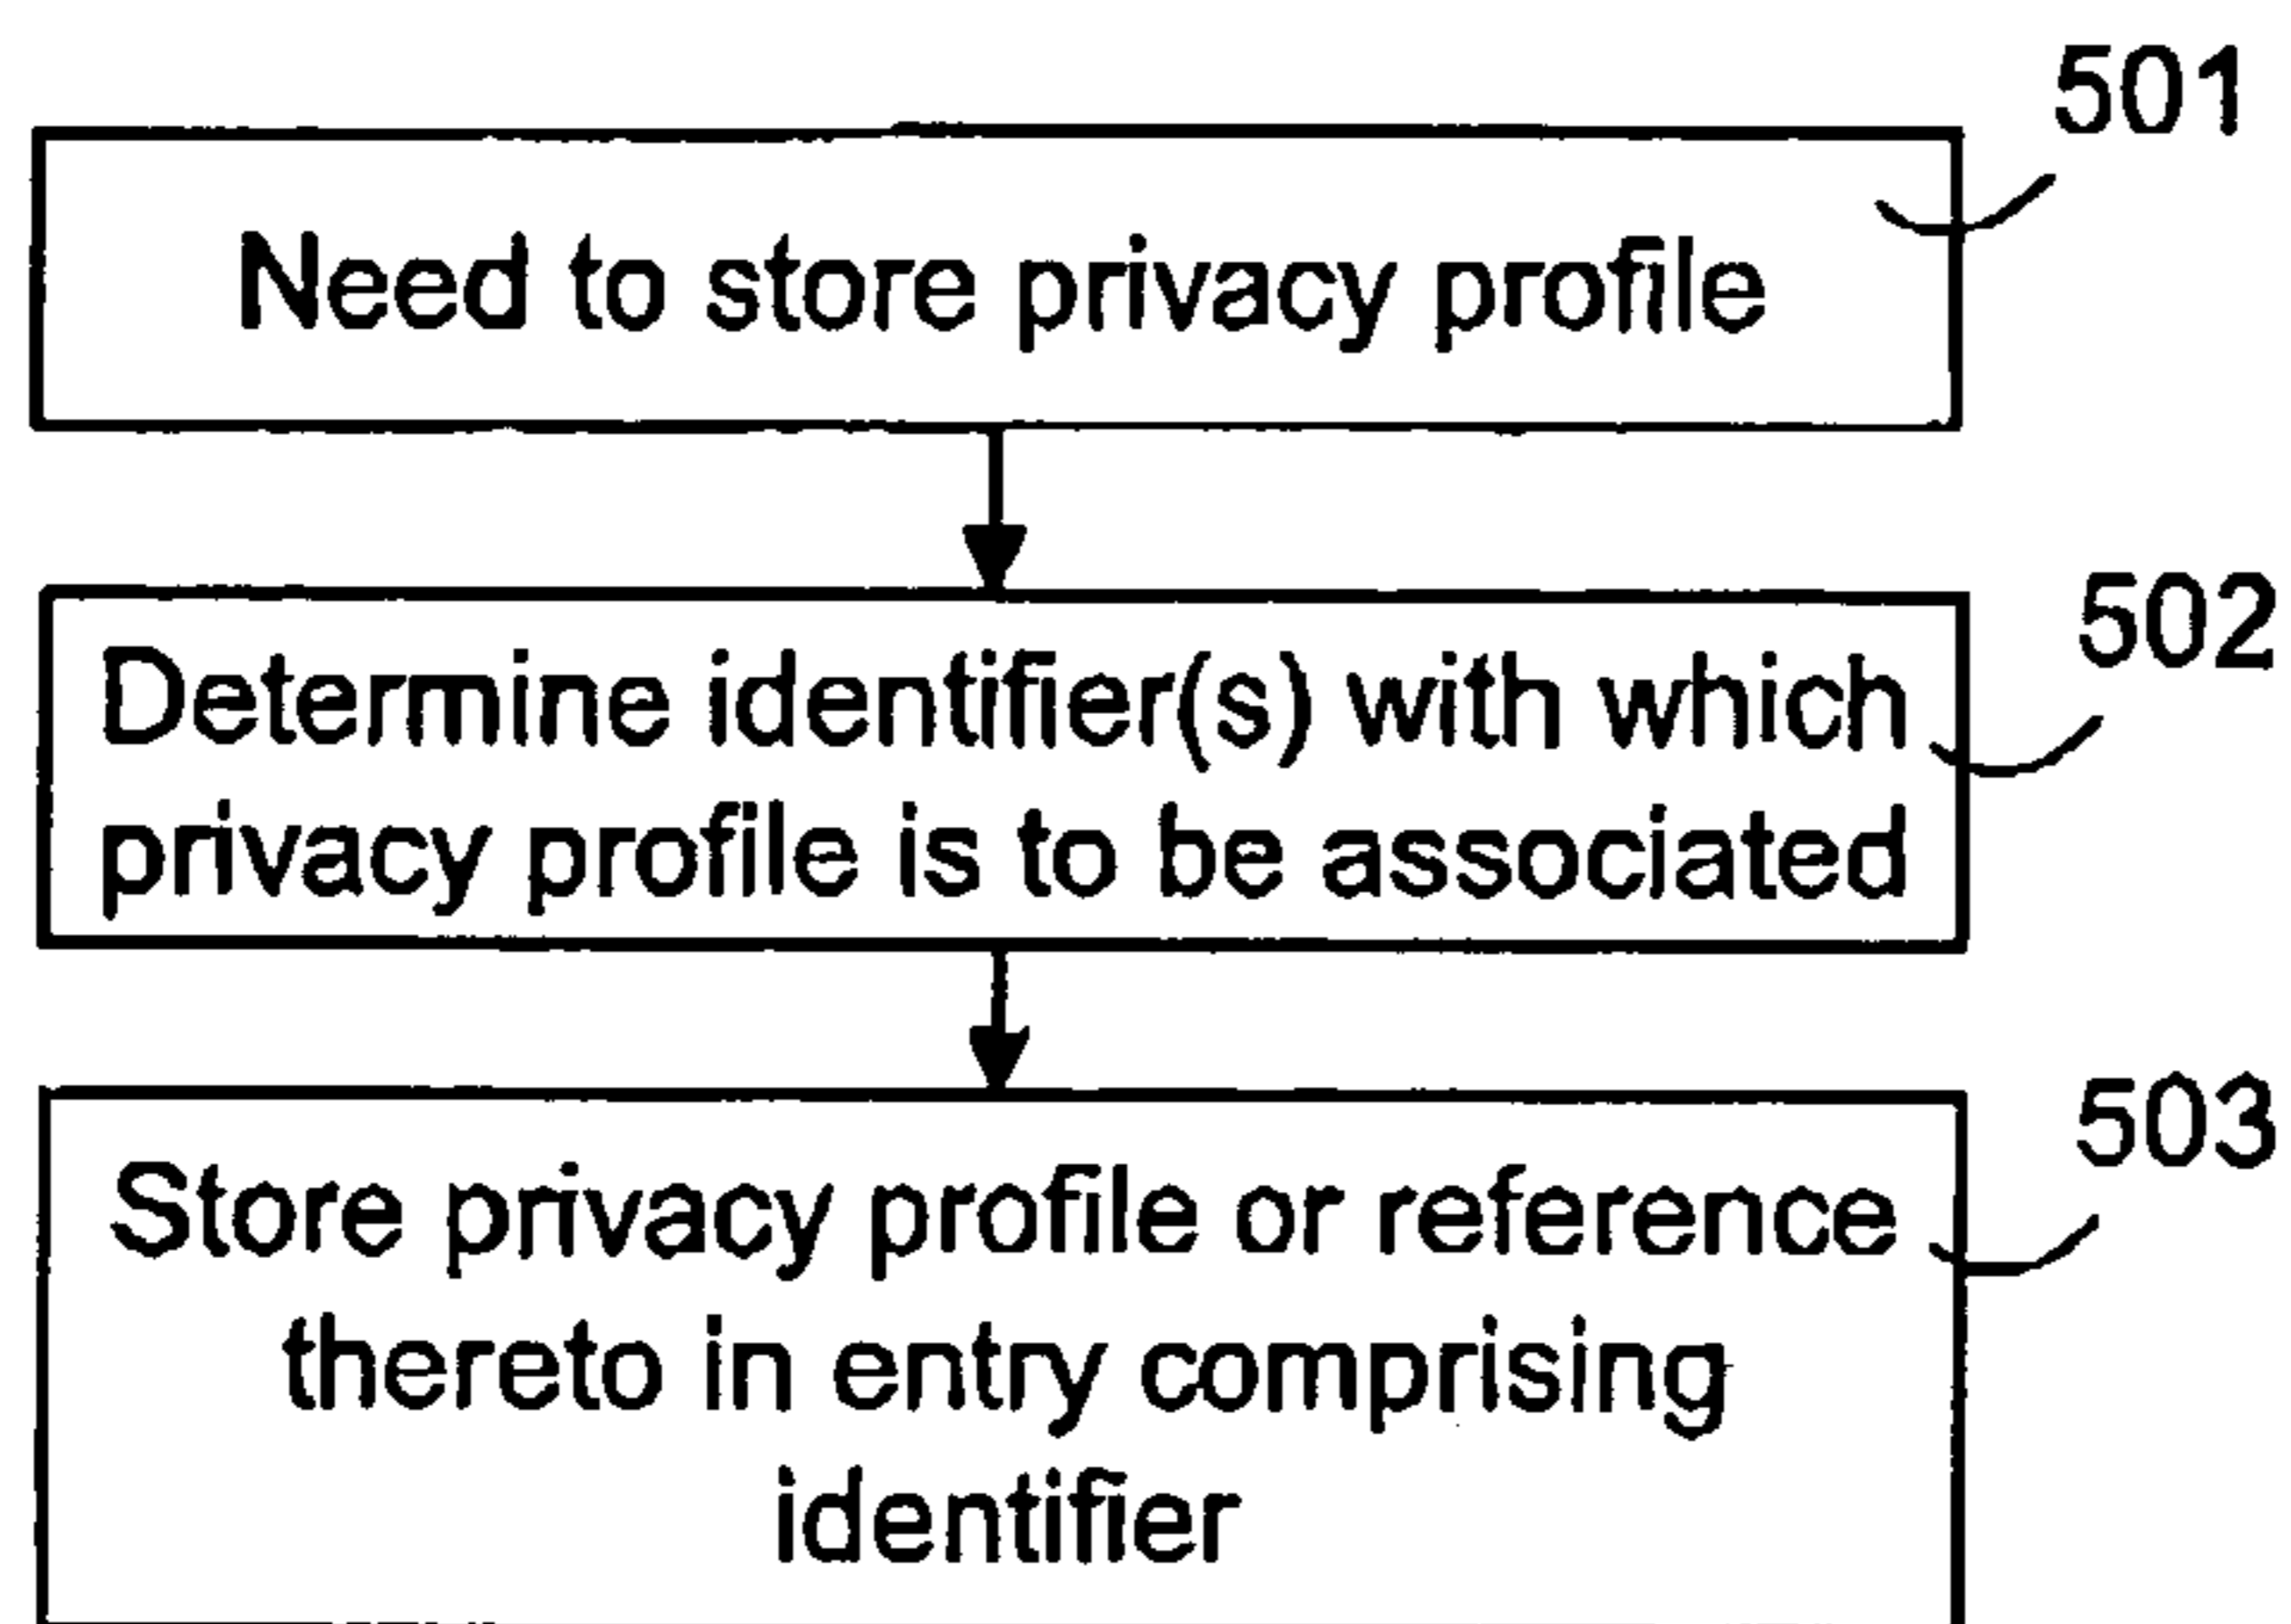 501
Need to store privacy profile
502
Determine identifier(s) with which
privacy profile is to be associated
503
Store privacy profile or reference
thereto in entry comprising
identifier